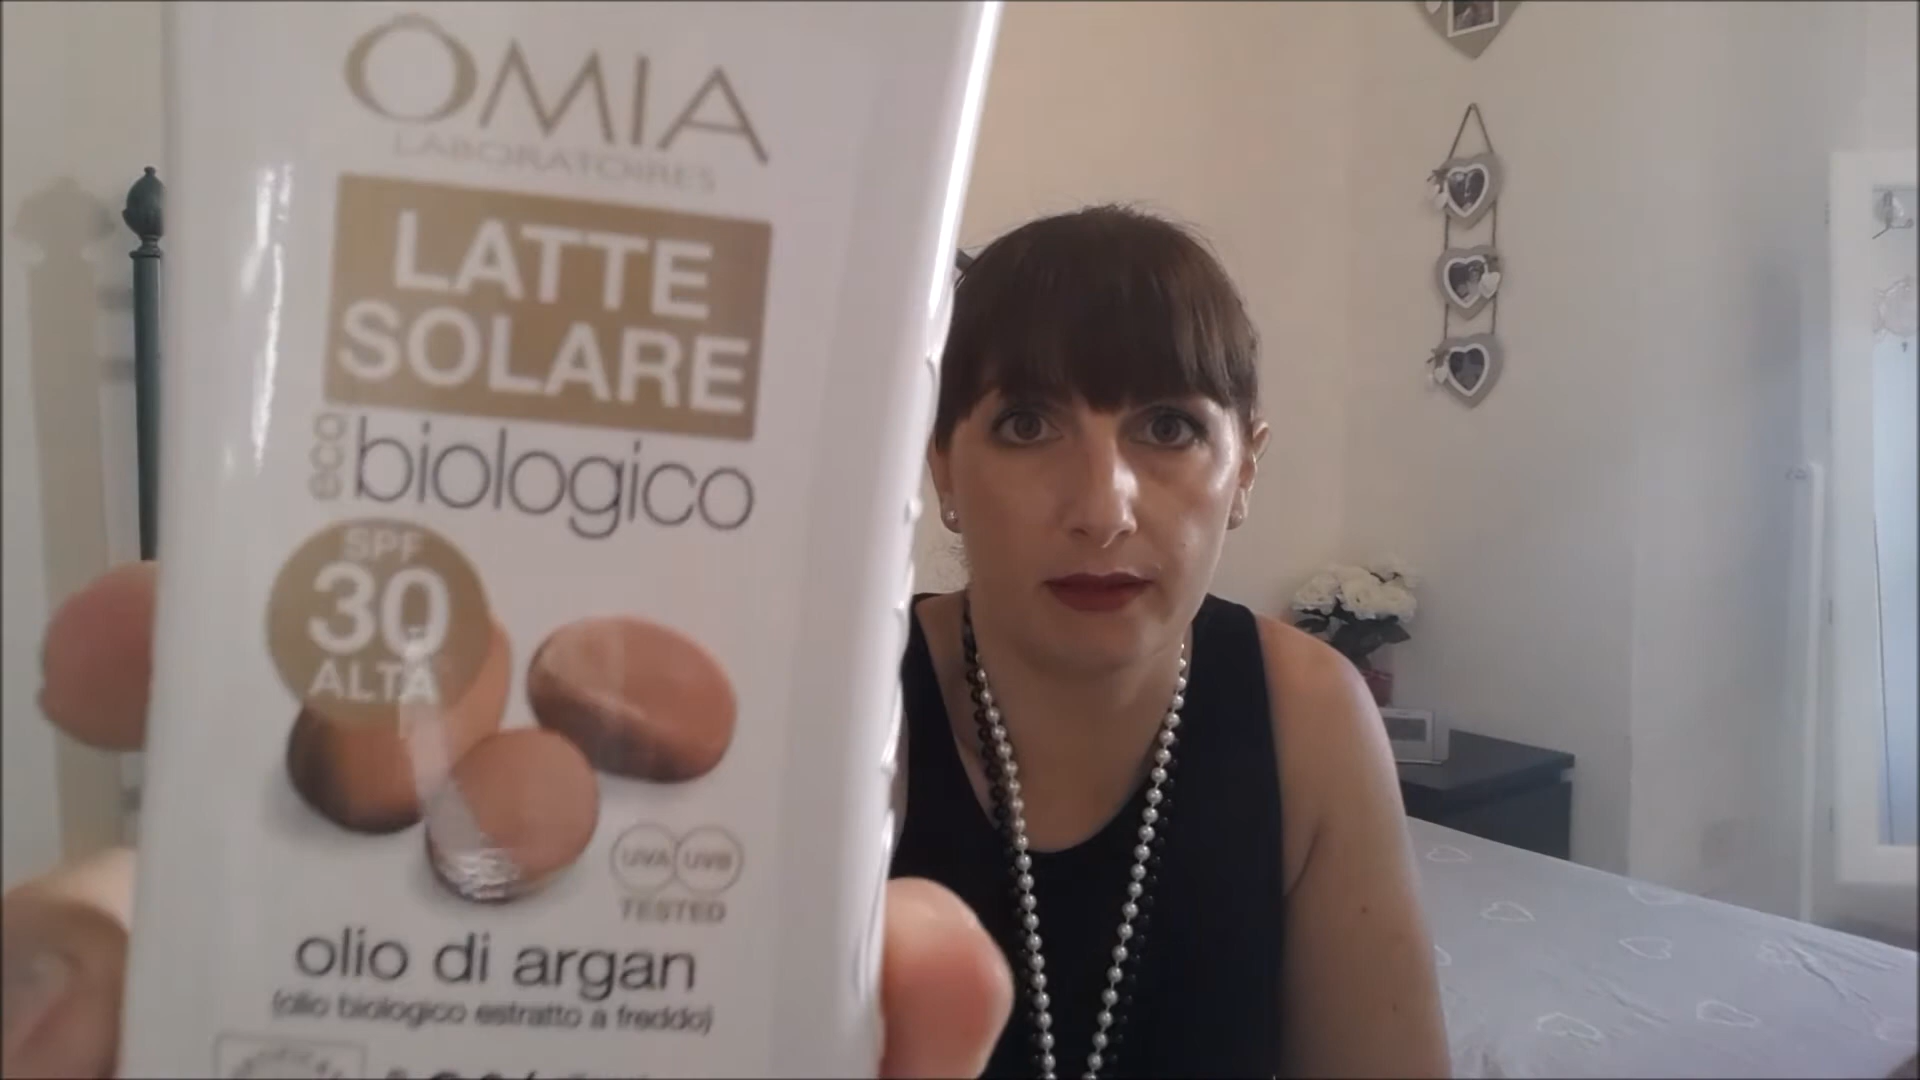 OMIA
LABORATOIRES
LATTE
SOLARE
eco biologico
SPF
30
ALTA
UVA UVB
TESTED
olio di argan
(olio biologico estratto a freddo)